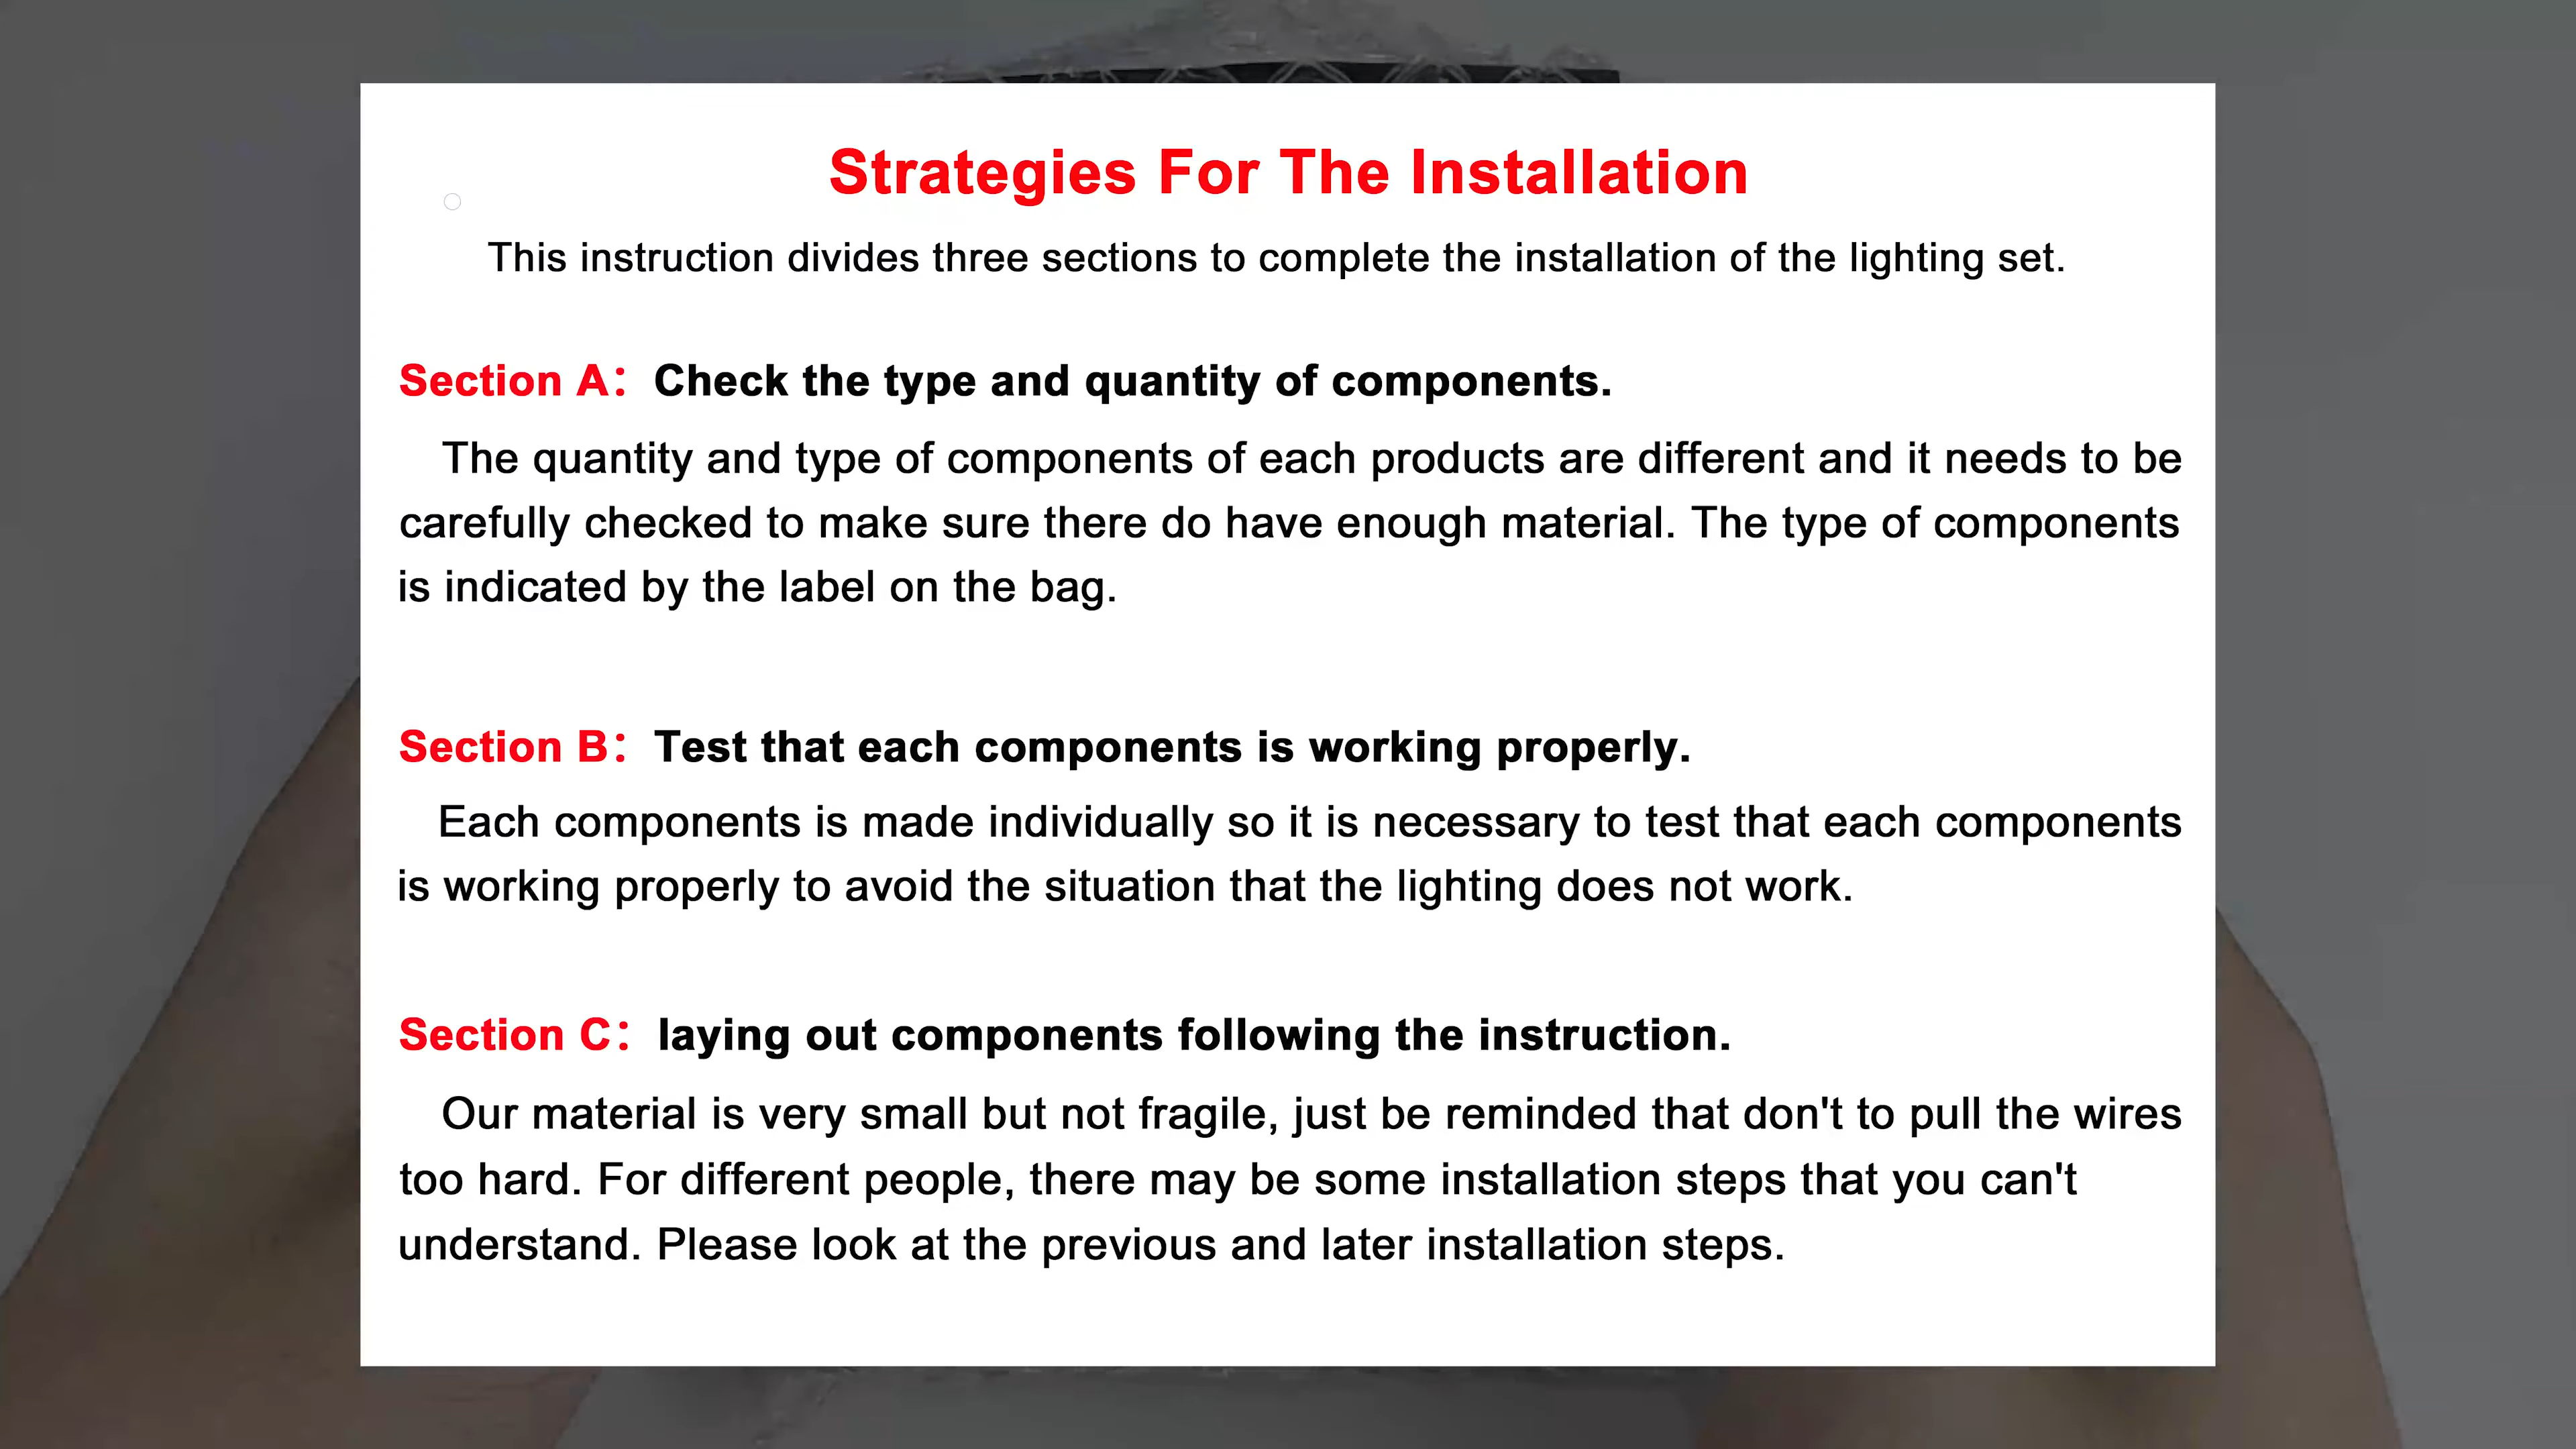 Strategies For The Installation
This instruction divides three sections to complete the installation of the lighting set.
Section A: Check the type and quantity of components.
The quantity and type of components of each products are different and it needs to be
carefully checked to make sure there do have enough material. The type of components
is indicated by the label on the bag.
Section B: Test that each components is working properly.
Each components is made individually so it is necessary to test that each components
is working properly to avoid the situation that the lighting does not work.
Section C: laying out components following the instruction.
Our material is very small but not fragile, just be reminded that don't to pull the wires
too hard. For different people, there may be some installation steps that you can't
understand. Please look at the previous and later installation steps.